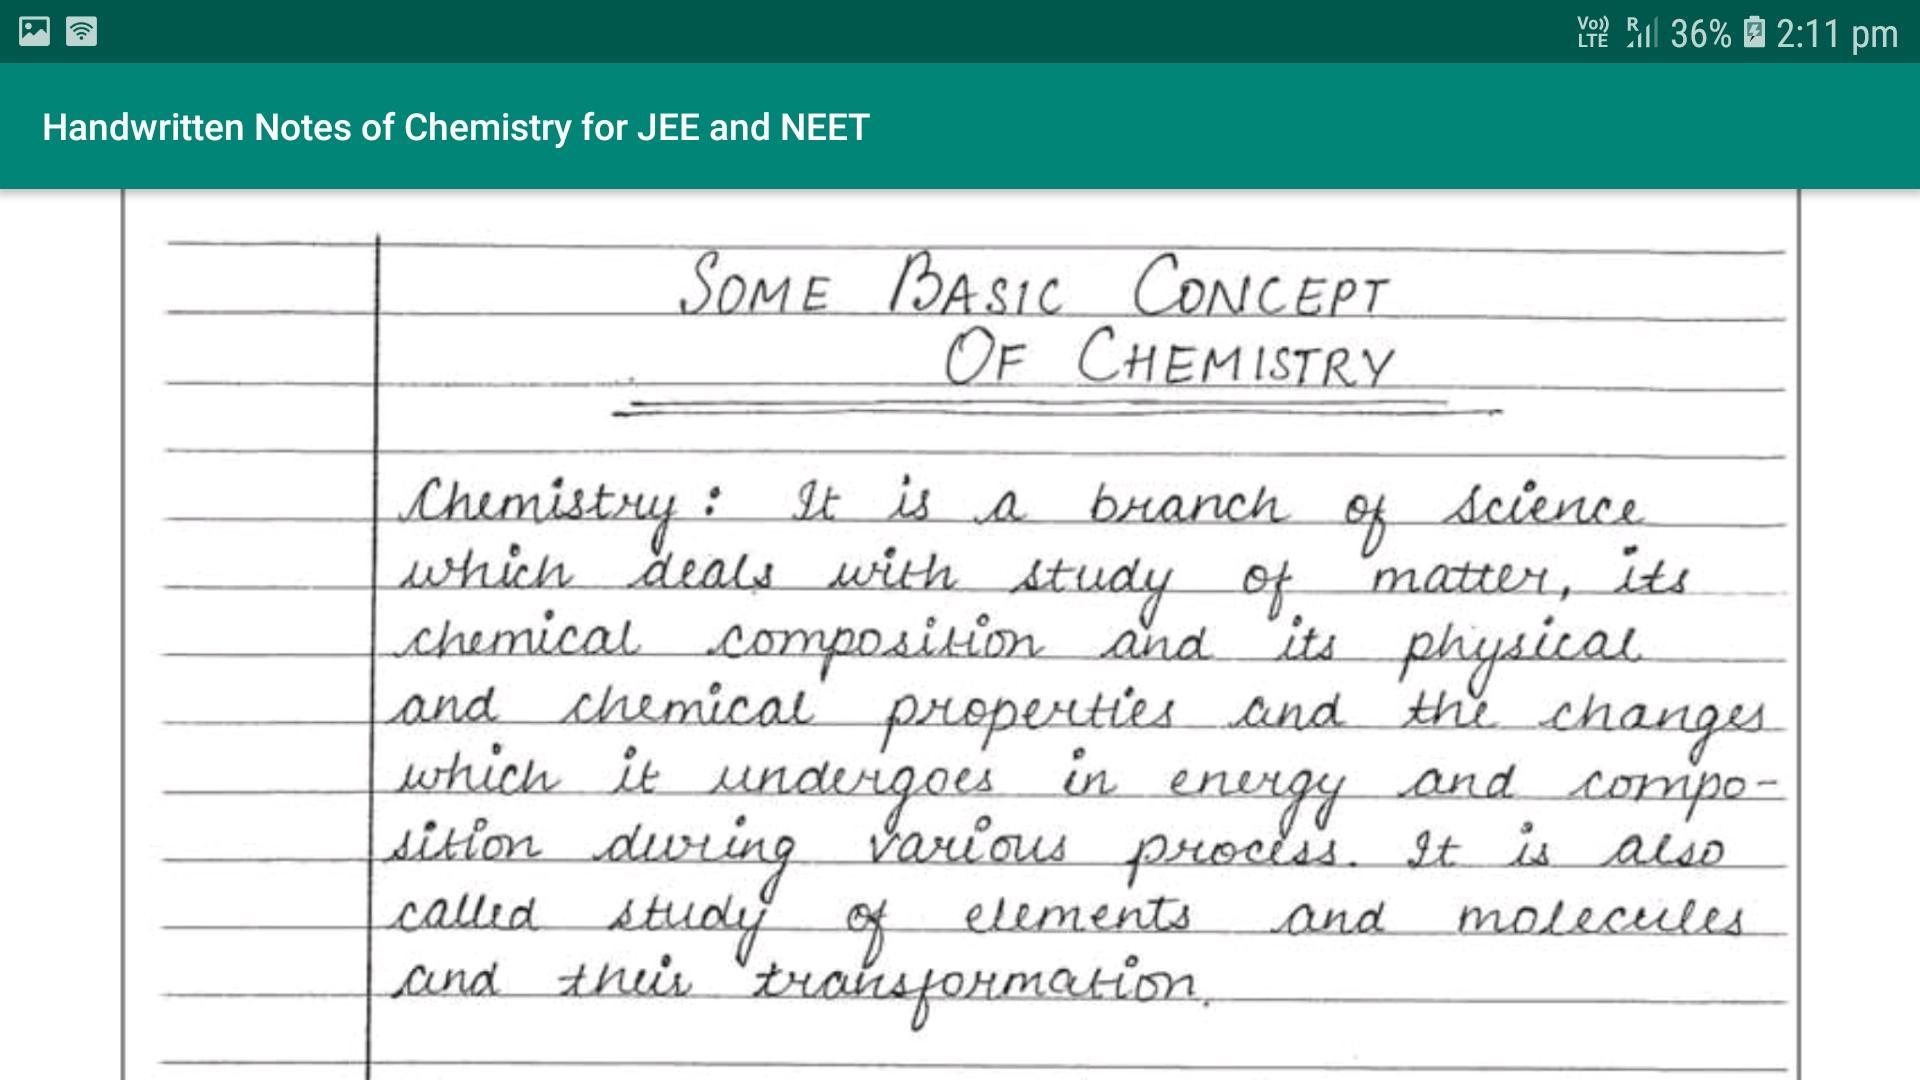 Vo)) LTE R 36% 2:11 pm
Handwritten Notes of Chemistry for JEE and NEET
SOME BASIC CONCEPT
OF CHEMISTRY
Chemistry: It is a branch of science
which deals with study of matter, its
chemical composition and its physical
and chemical properties and the changes
which it undergoes in energy and compo-
sition during various process. It is also
called study of elements and molecules
and their transformation.